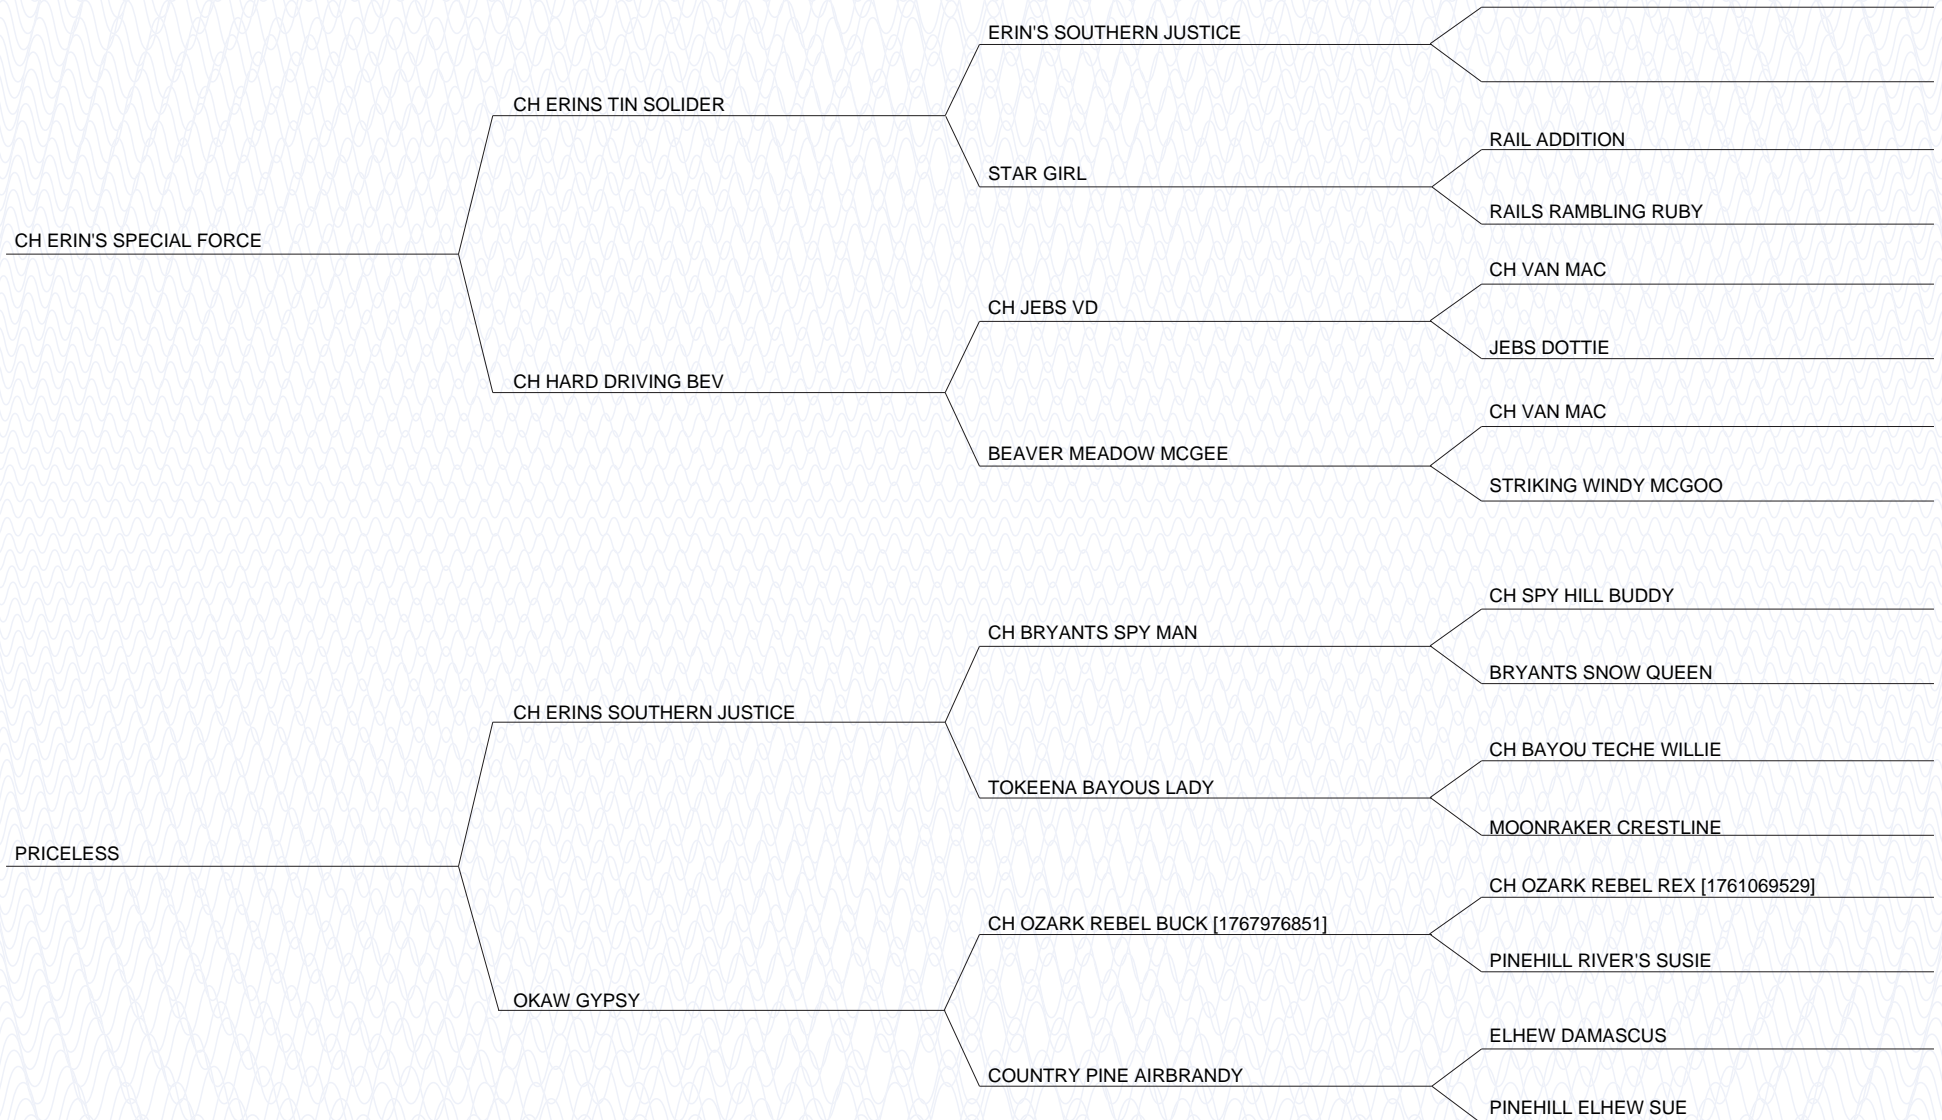 ERIN'S SOUTHERN JUSTICE
CH ERINS TIN SOLIDER
RAIL ADDITION
STAR GIRL
RAILS RAMBLING RUBY
CH ERIN'S SPECIAL FORCE
CH VAN MAC
CH JEBS VD
JEBS DOTTIE
CH HARD DRIVING BEV
CH VAN MAC
BEAVER MEADOW MCGEE
STRIKING WINDY MCGOO
CH SPY HILL BUDDY
CH BRYANTS SPY MAN
BRYANTS SNOW QUEEN
CH ERINS SOUTHERN JUSTICE
CH BAYOU TECHE WILLIE
TOKEENA BAYOUS LADY
MOONRAKER CRESTLINE
PRICELESS
CH OZARK REBEL REX [1761069529]
CH OZARK REBEL BUCK [1767976851]
PINEHILL RIVER'S SUSIE
OKAW GYPSY
ELHEW DAMASCUS
COUNTRY PINE AIRBRANDY
PINEHILL ELHEW SUE